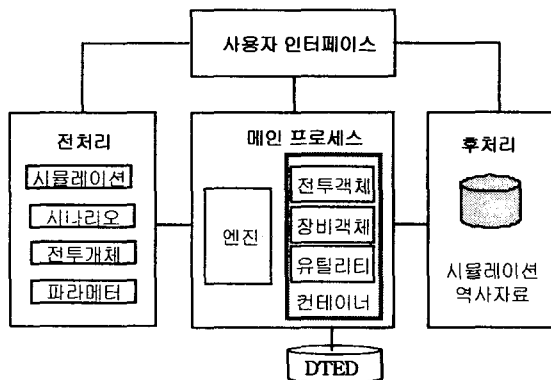 사용자 인터페이스
전처리
시뮬레이션
시나리오
전투개체
파라메터
메인 프로세스
엔진
전투객체
장비객체
유틸리티
컨테이너
후처리
시뮬레이션
역사자료
DTED